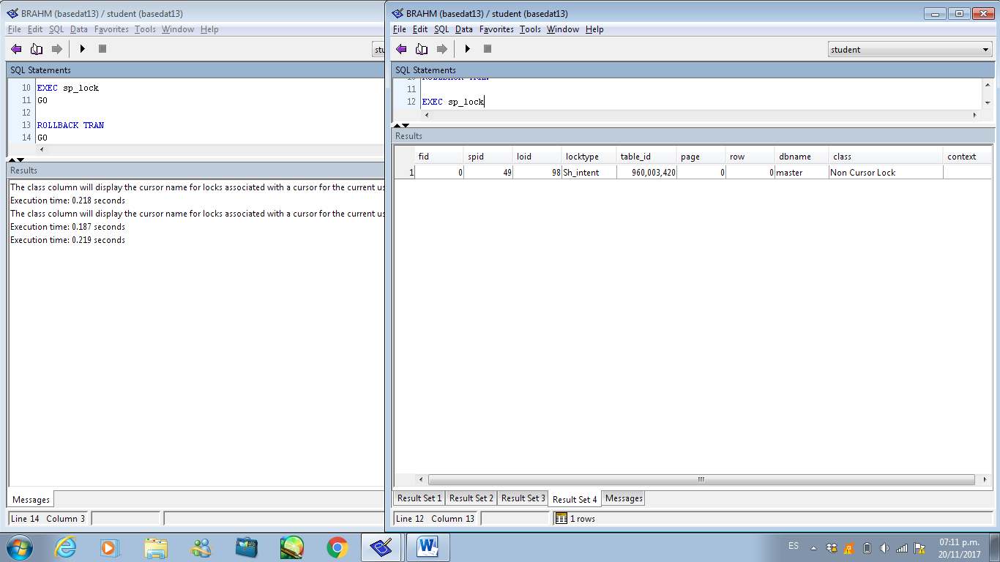 BRAHM (basedat13) / student (basedat13)
File Edit SQL Data Favorites Tools Window Help
SQL Statements
10 EXEC sp_lock
11 GO
12
13 ROLLBACK TRAN
14 GO
Results
The class column will display the cursor name for locks associated with a cursor for the current us
Execution time: 0.218 seconds
The class column will display the cursor name for locks associated with a cursor for the current us
Execution time: 0.187 seconds
Execution time: 0.219 seconds
Messages
Line 14 Column 3
BRAHM (basedat13) / student (basedat13)
File Edit SQL Data Favorites Tools Window Help
student
SQL Statements
10 ROLLBACK TRAN
11
12 EXEC sp_lock
Results
fid spid loid locktype table_id page row dbname class context
1 0 49 98 Sh_intent 960,003,420 0 0 master Non Cursor Lock
Result Set 1 Result Set 2 Result Set 3 Result Set 4 Messages
Line 12 Column 13
1 rows
ES
07:11 p.m.
20/11/2017